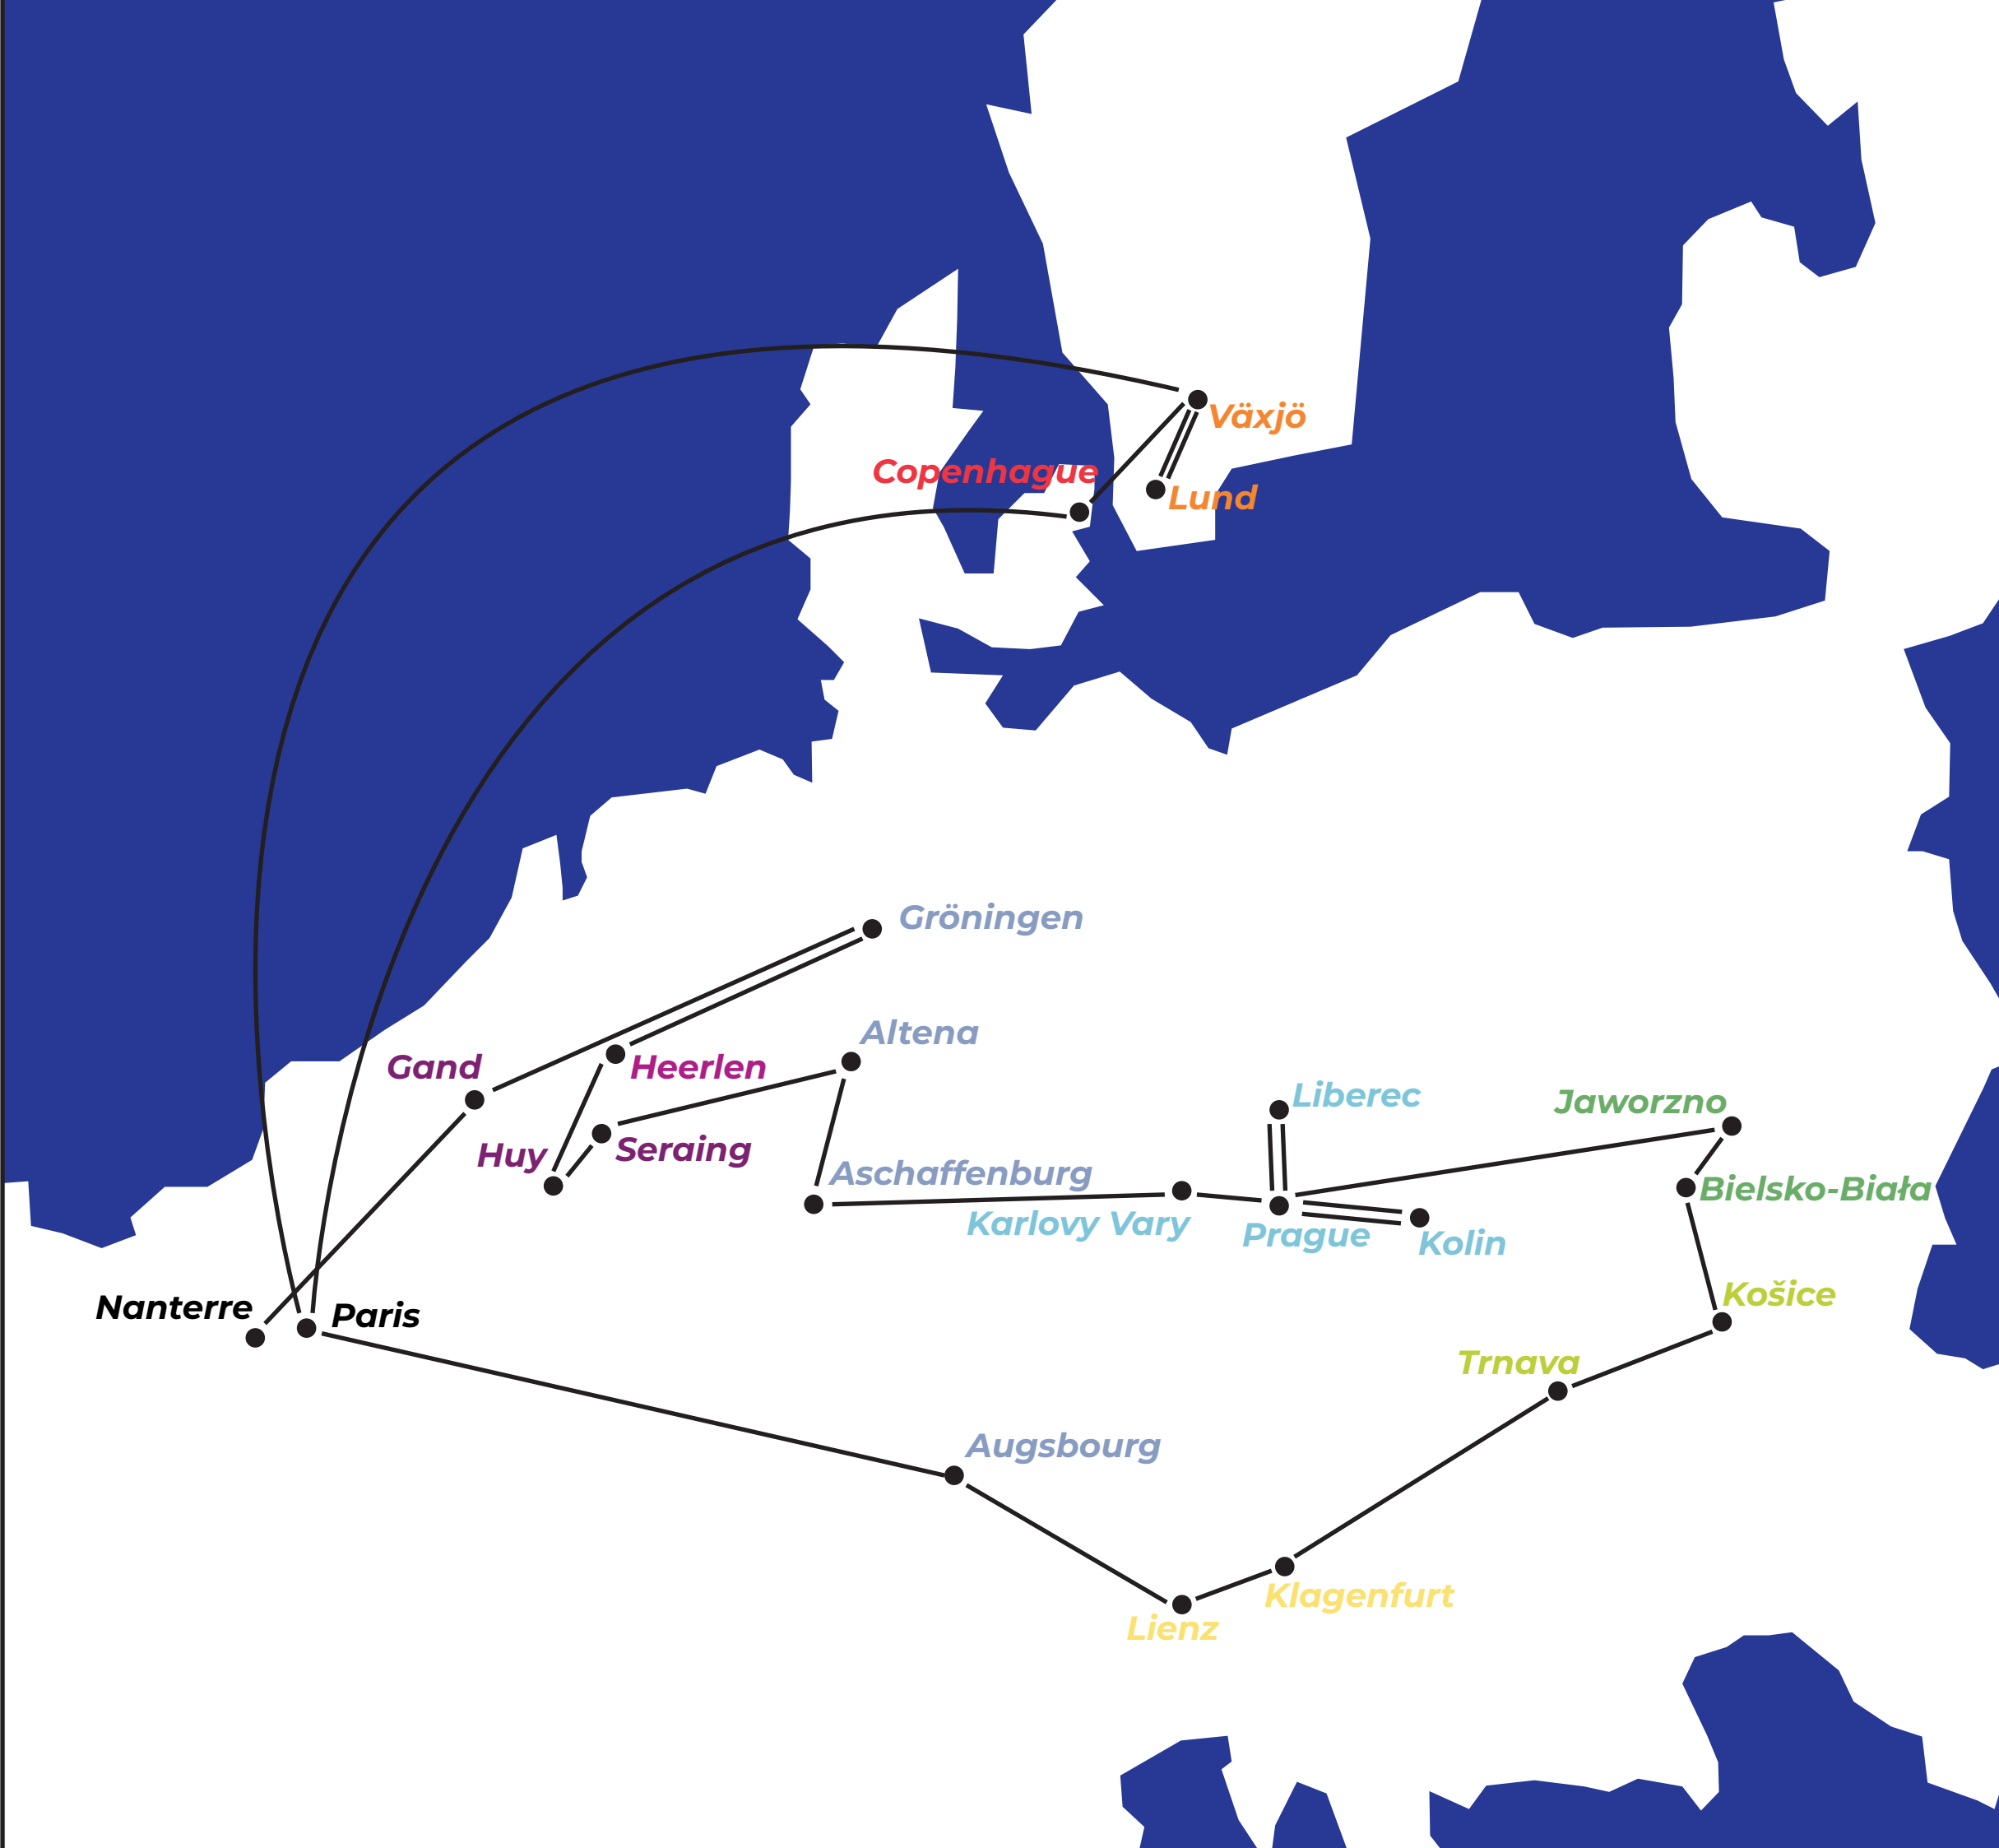 Växjö
Copenhague
Lund
Gröningen
Altena
Gand
Heerlen
Huy
Seraing
Liberec
Jaworzno
Aschaffenburg
Bielsko-Biała
Karlovy Vary
Prague
Kolin
Košice
Nanterre
Paris
Trnava
Augsbourg
Klagenfurt
Lienz